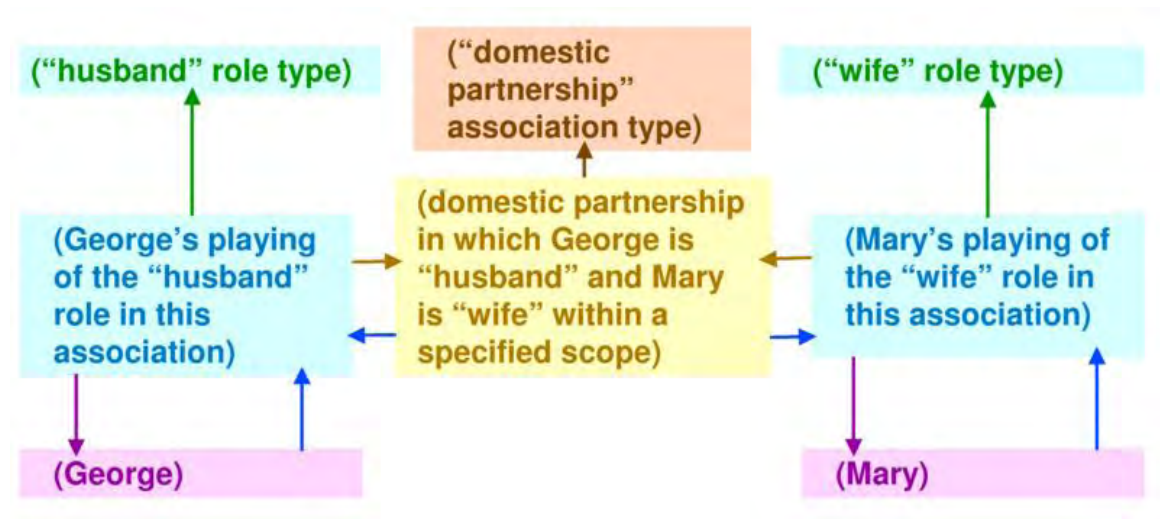 (“husband” role type)
(“domestic
partnership”
association type)
(“wife” role type)
(George’s playing
of the “husband”
role in this
association)
(domestic partnership
in which George is
“husband” and Mary
is “wife” within a
specified scope)
(Mary’s playing of
the “wife” role in
this association)
(George)
(Mary)